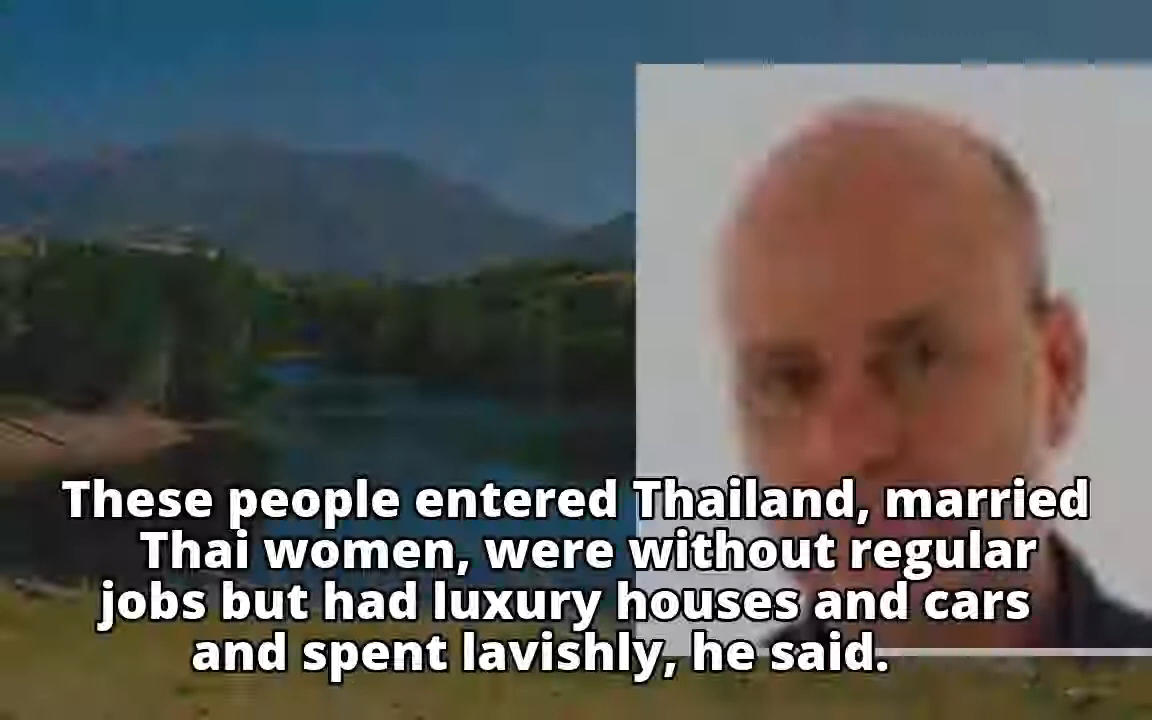 These people entered Thailand, married
Thai women, were without regular
jobs but had luxury houses and cars
and spent lavishly, he said.